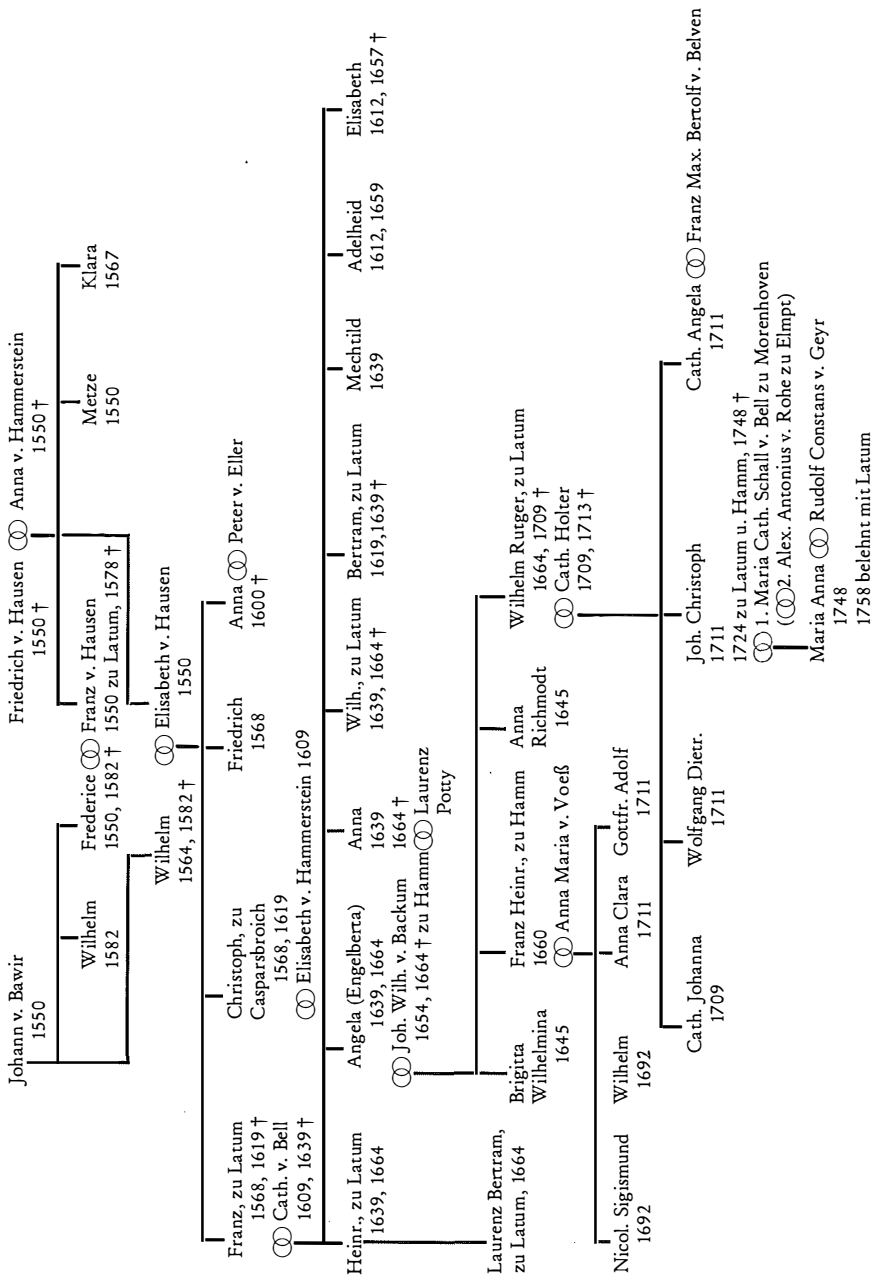 Johann v. Bawir
1550
Friedrich v. Hausen ⚭ Anna v. Hammerstein
1550 † 1550 †
Wilhelm
1582
Frederice ⚭ Franz v. Hausen
1550, 1582 † 1550 zu Latum, 1578 †
Metze
1550
Klara
1567
Wilhelm
1564, 1582 †
⚭ Elisabeth v. Hausen
1550
Franz, zu Latum
1568, 1619 †
⚭ Cath. v. Bell
1609, 1639 †
Christoph, zu
Casparsbroich
1568, 1619
⚭ Elisabeth v. Hammerstein 1609
Friedrich
1568
Anna ⚭ Peter v. Eller
1600 †
Heinr., zu Latum
1639, 1664
Angela (Engelberta)
1639, 1664
⚭ Joh. Wilh. v. Backum
1654, 1664 † zu Hamm
Anna
1639
1664 †
⚭ Laurenz
Potty
Wilh., zu Latum
1639, 1664 †
Bertram, zu Latum
1619, 1639 †
Mechtild
1639
Adelheid
1612, 1659
Elisabeth
1612, 1657 †
Laurenz Bertram,
zu Latum, 1664
Brigitta
Wilhelmina
1645
Franz Heinr., zu Hamm
1660
⚭ Anna Maria v. Voeß
Anna
Richmodt
1645
Wilhelm Rutger, zu Latum
1664, 1709 †
⚭ Cath. Holter
1709, 1713 †
Nicol. Sigismund
1692
Wilhelm
1692
Anna Clara
1711
Gottfr. Adolf
1711
Cath. Johanna
1709
Wolfgang Dietr.
1711
Joh. Christoph
1711
1724 zu Latum u. Hamm, 1748 †
⚭ 1. Maria Cath. Schall v. Bell zu Morenhoven
(⚭ 2. Alex. Antonius v. Rohe zu Elmpt)
Cath. Angela ⚭ Franz Max. Bertolf v. Belven
1711
Maria Anna ⚭ Rudolf Constans v. Geyr
1748
1758 belehnt mit Latum